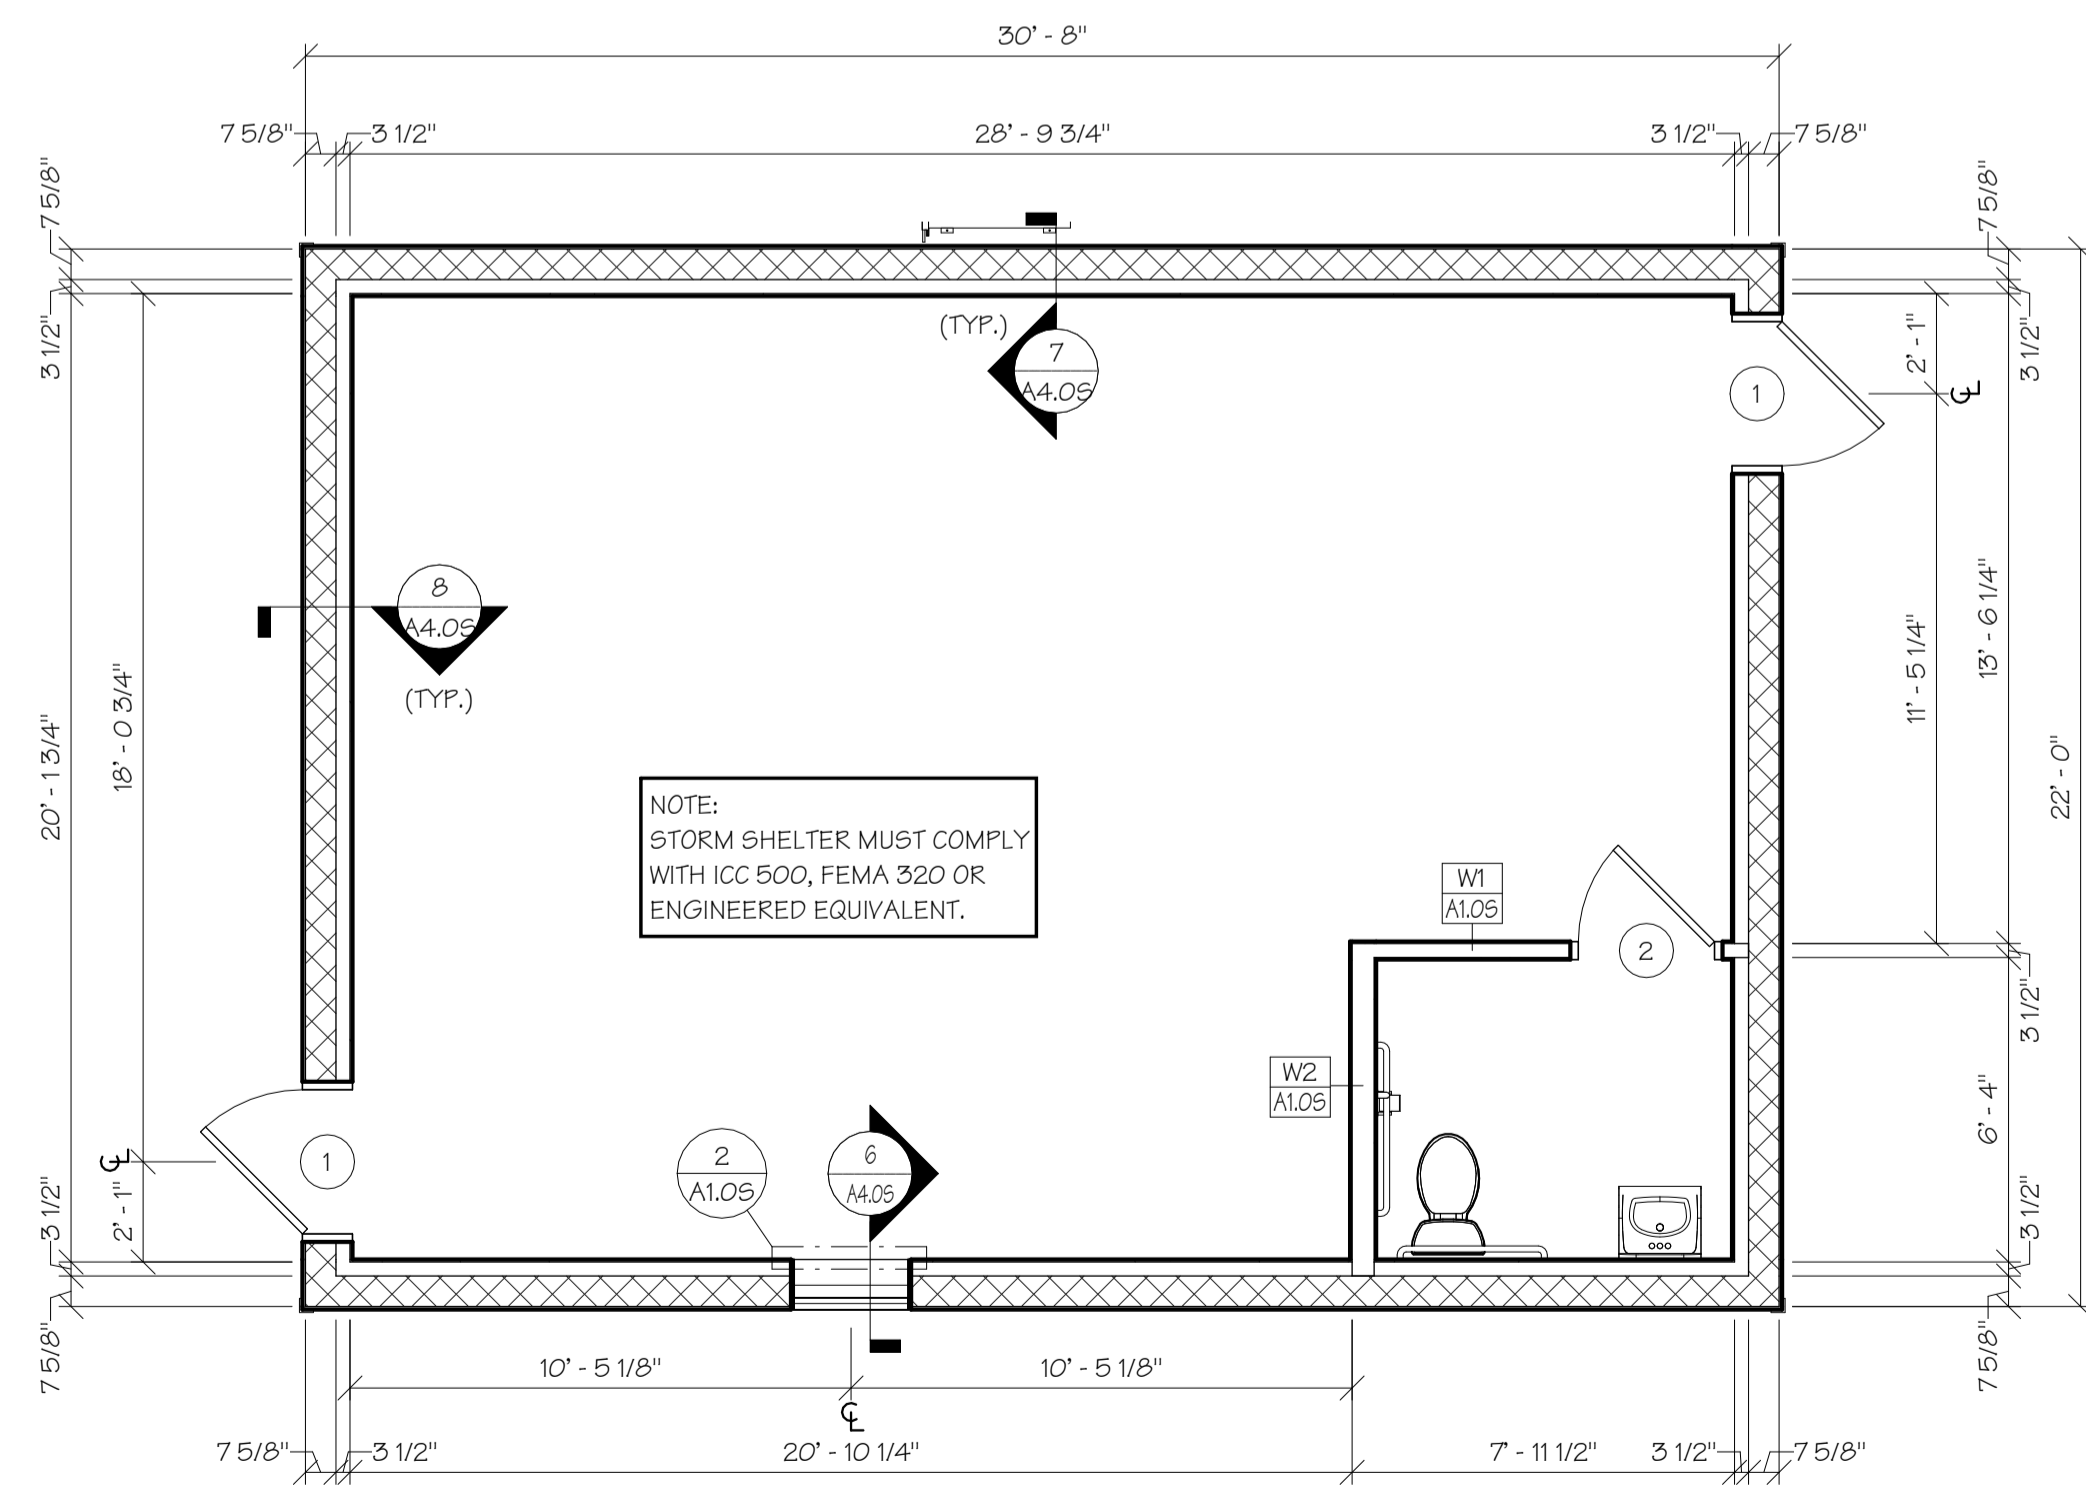 30' - 8"
7 5/8" 3 1/2" 28' - 9 3/4" 3 1/2" 7 5/8"
7 5/8"
3 1/2"
20' - 1 3/4"
18' - 0 3/4"
3 1/2"
2' - 1"
7 5/8"
(TYP.)
7
A4.0S
8
A4.0S
(TYP.)
1
NOTE:
STORM SHELTER MUST COMPLY
WITH ICC 500, FEMA 320 OR
ENGINEERED EQUIVALENT.
W1
A1.0S
2
W2
A1.0S
1
2
A1.0S
6
A4.0S
7 5/8"
3 1/2"
2' - 1"
℄
13' - 6 1/4"
11' - 5 1/4"
22' - 0"
3 1/2"
6' - 4"
3 1/2"
7 5/8"
℄
10' - 5 1/8" 10' - 5 1/8"
℄
7 5/8" 3 1/2" 20' - 10 1/4" 7' - 11 1/2" 3 1/2" 7 5/8"